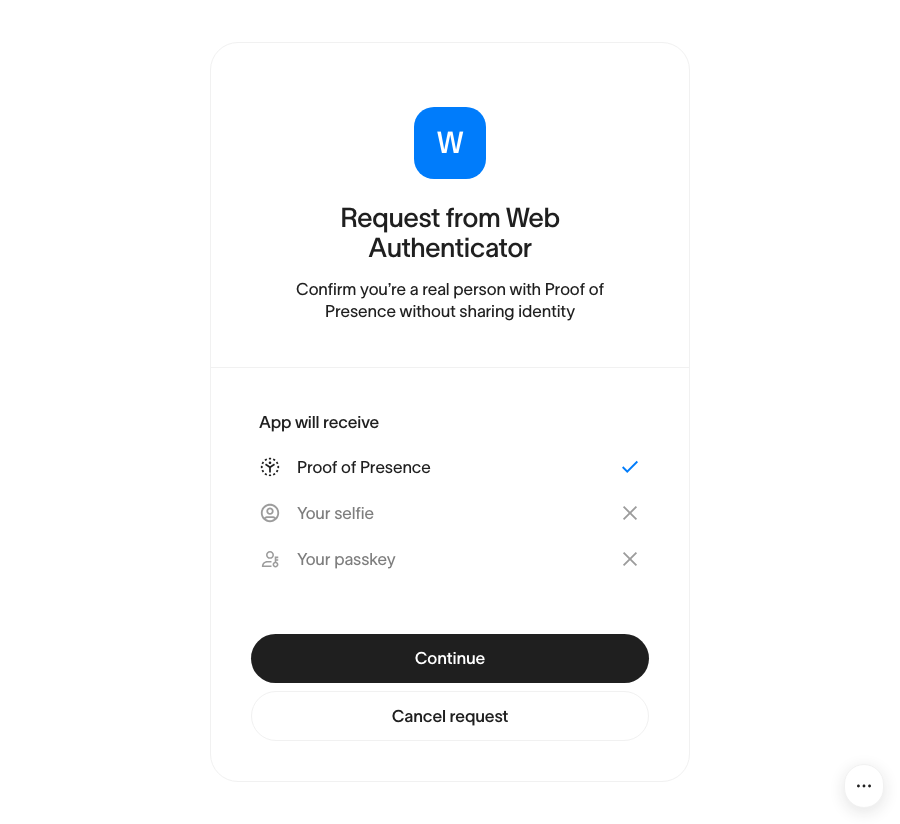 W
Request from Web
Authenticator
Confirm you’re a real person with Proof of
Presence without sharing identity
App will receive
Proof of Presence
Your selfie
Your passkey
Continue
Cancel request